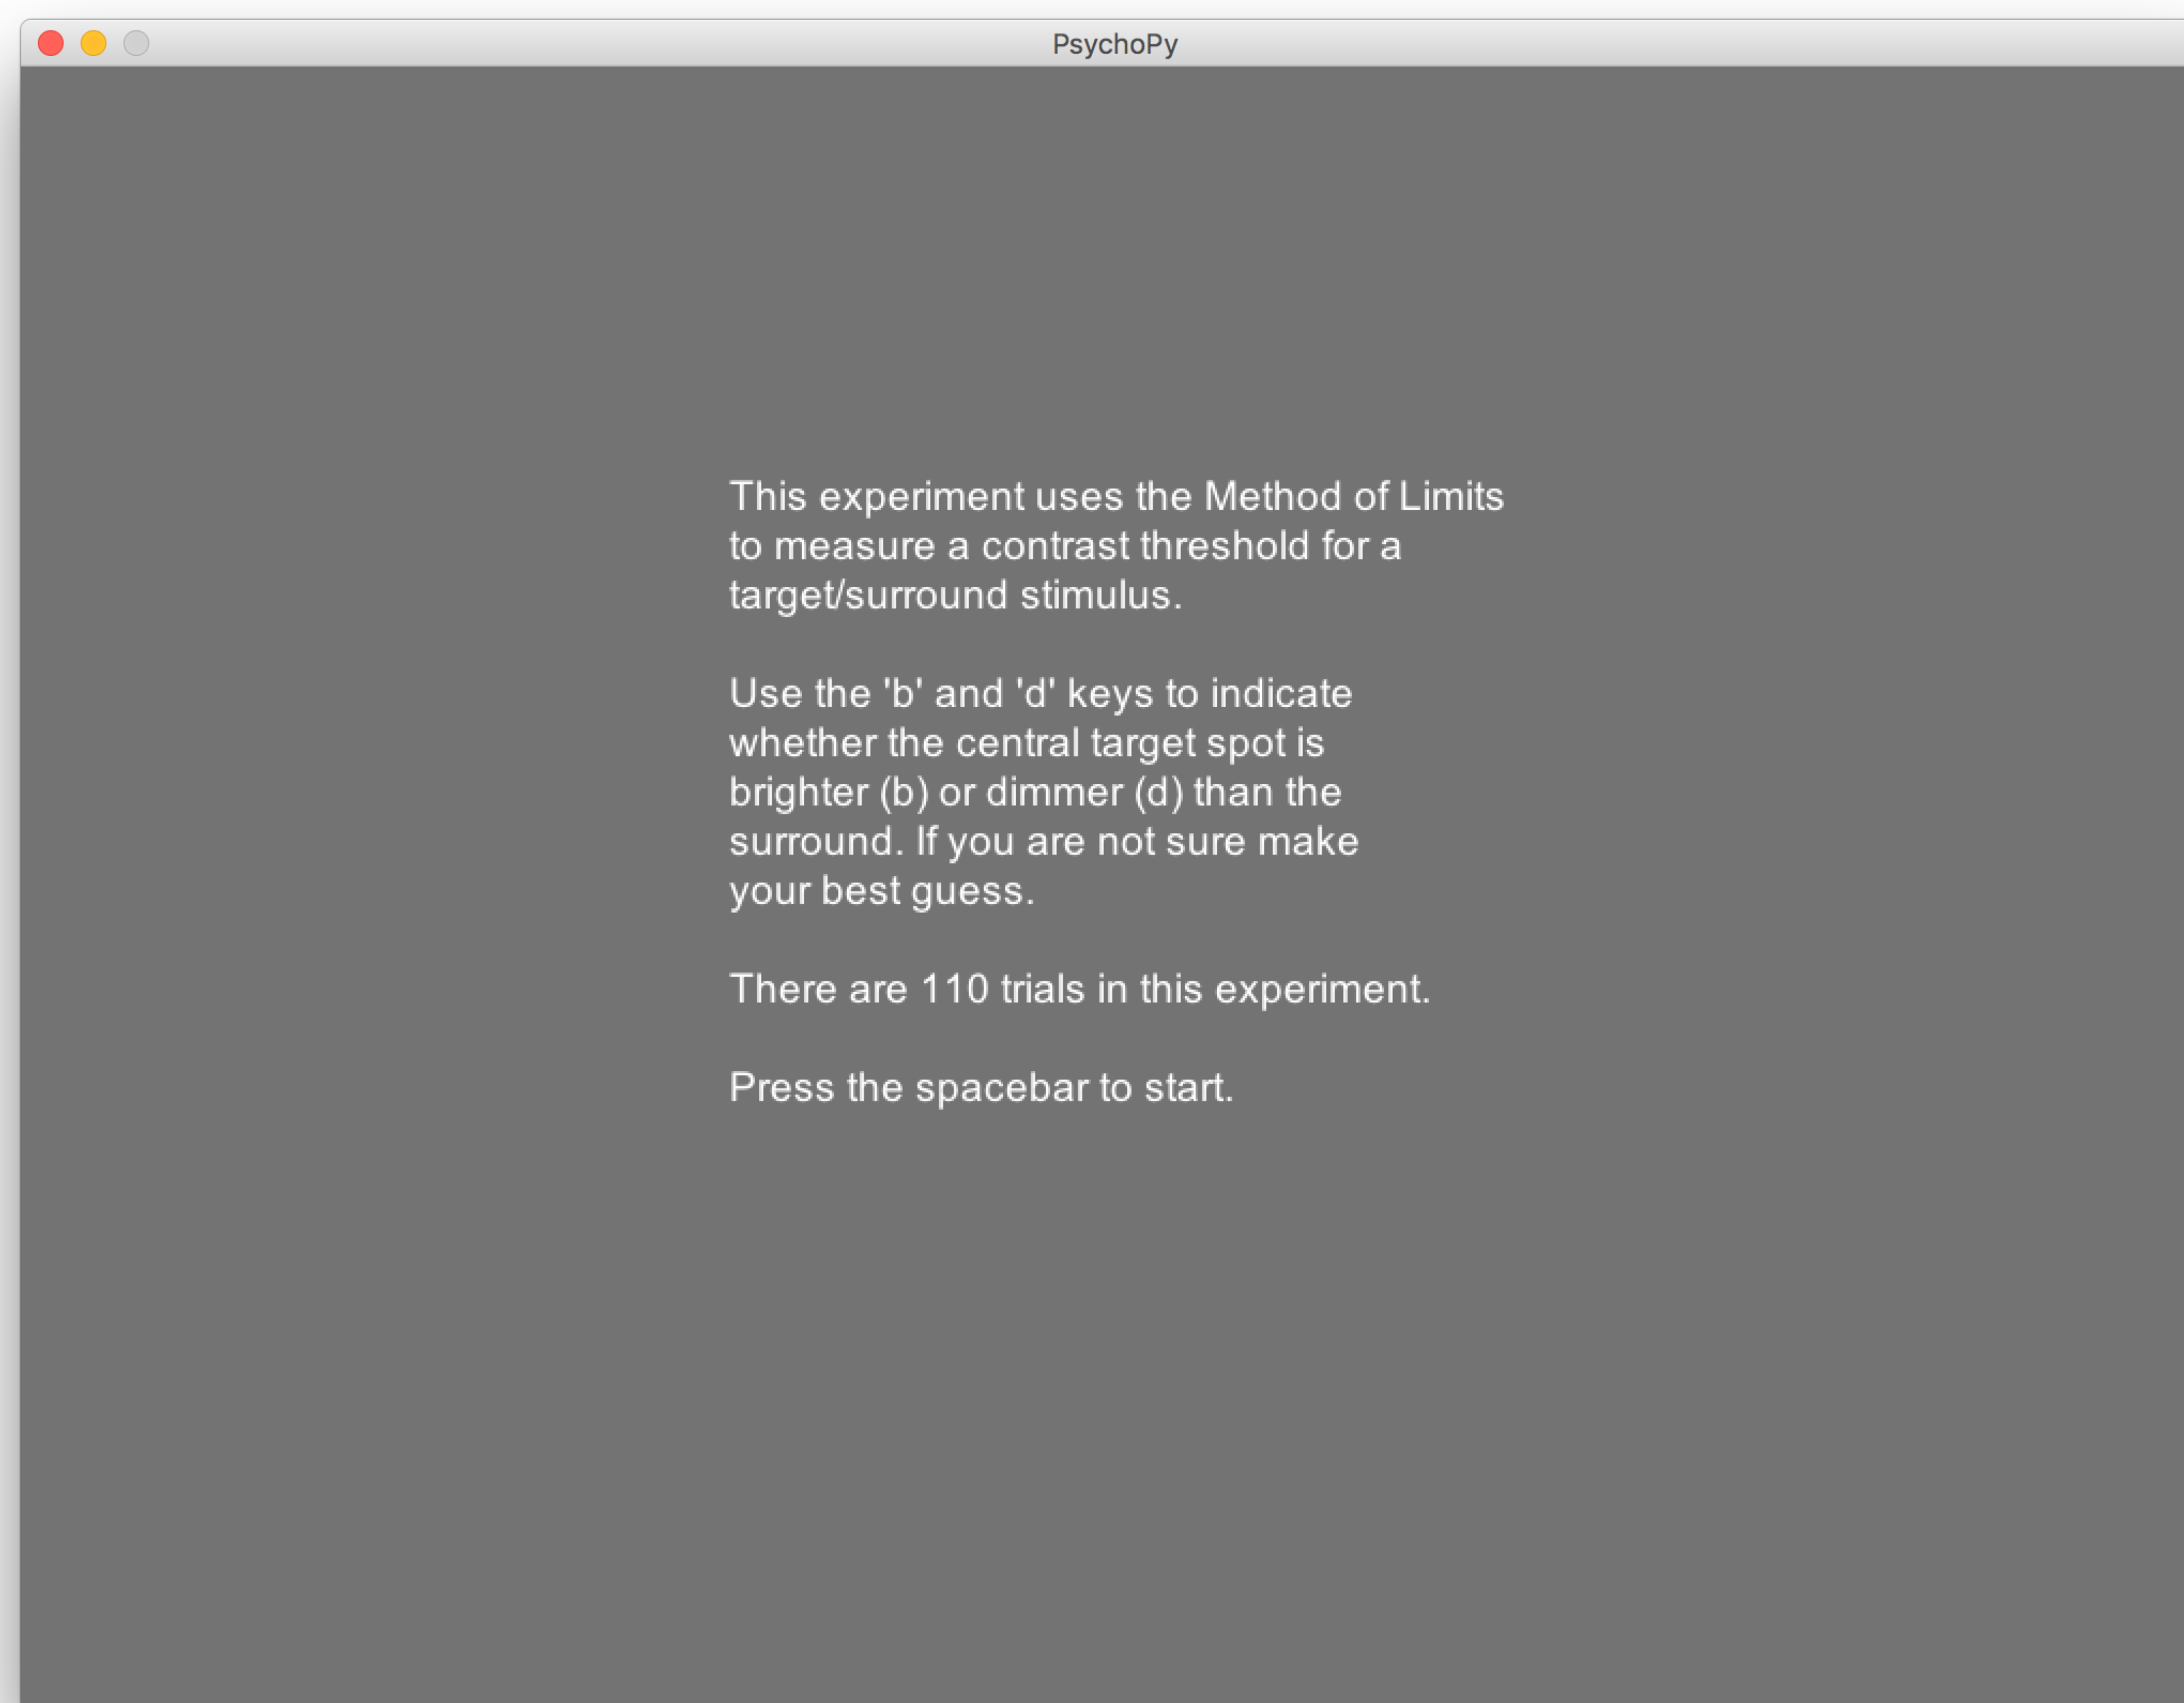 PsychoPy
This experiment uses the Method of Limits
to measure a contrast threshold for a
target/surround stimulus.
Use the 'b' and 'd' keys to indicate
whether the central target spot is
brighter (b) or dimmer (d) than the
surround. If you are not sure make
your best guess.
There are 110 trials in this experiment.
Press the spacebar to start.